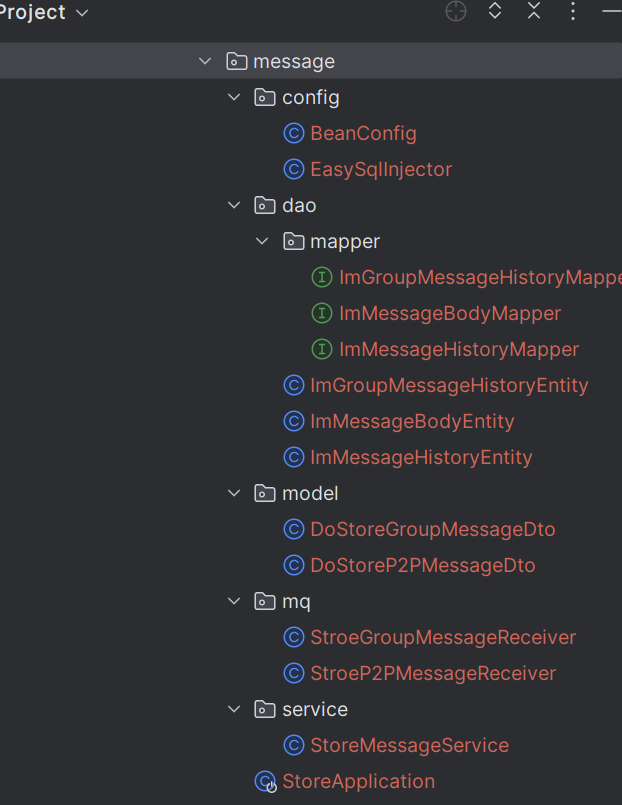 Project
message
config
BeanConfig
EasySqlInjector
dao
mapper
ImGroupMessageHistoryMappe
ImMessageBodyMapper
ImMessageHistoryMapper
ImGroupMessageHistoryEntity
ImMessageBodyEntity
ImMessageHistoryEntity
model
DoStoreGroupMessageDto
DoStoreP2PMessageDto
mq
StroeGroupMessageReceiver
StroeP2PMessageReceiver
service
StoreMessageService
StoreApplication